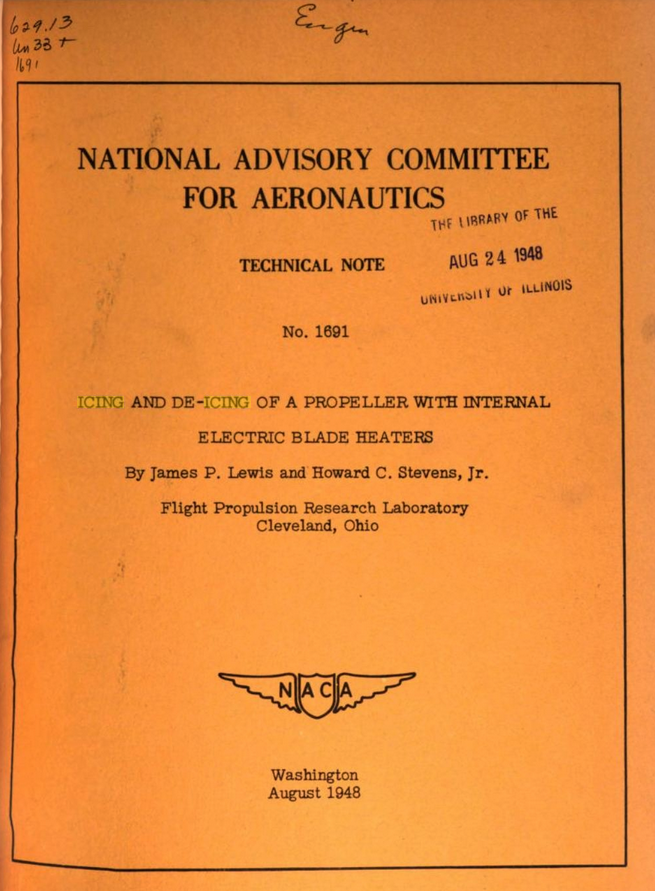 629.13
Un33t
1691
Engin
NATIONAL ADVISORY COMMITTEE
FOR AERONAUTICS
THE LIBRARY OF THE
AUG 24 1948
UNIVERSITY OF ILLINOIS
TECHNICAL NOTE
No. 1691
ICING AND DE-ICING OF A PROPELLER WITH INTERNAL
ELECTRIC BLADE HEATERS
By James P. Lewis and Howard C. Stevens, Jr.
Flight Propulsion Research Laboratory
Cleveland, Ohio
NACA
Washington
August 1948